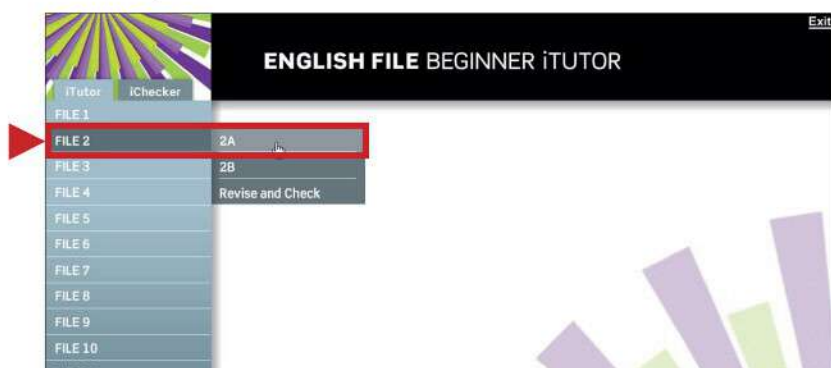 Exit
ENGLISH FILE BEGINNER iTUTOR
iTutor iChecker
FILE 1
FILE 2 2A
FILE 3 2B
FILE 4 Revise and Check
FILE 5
FILE 6
FILE 7
FILE 8
FILE 9
FILE 10